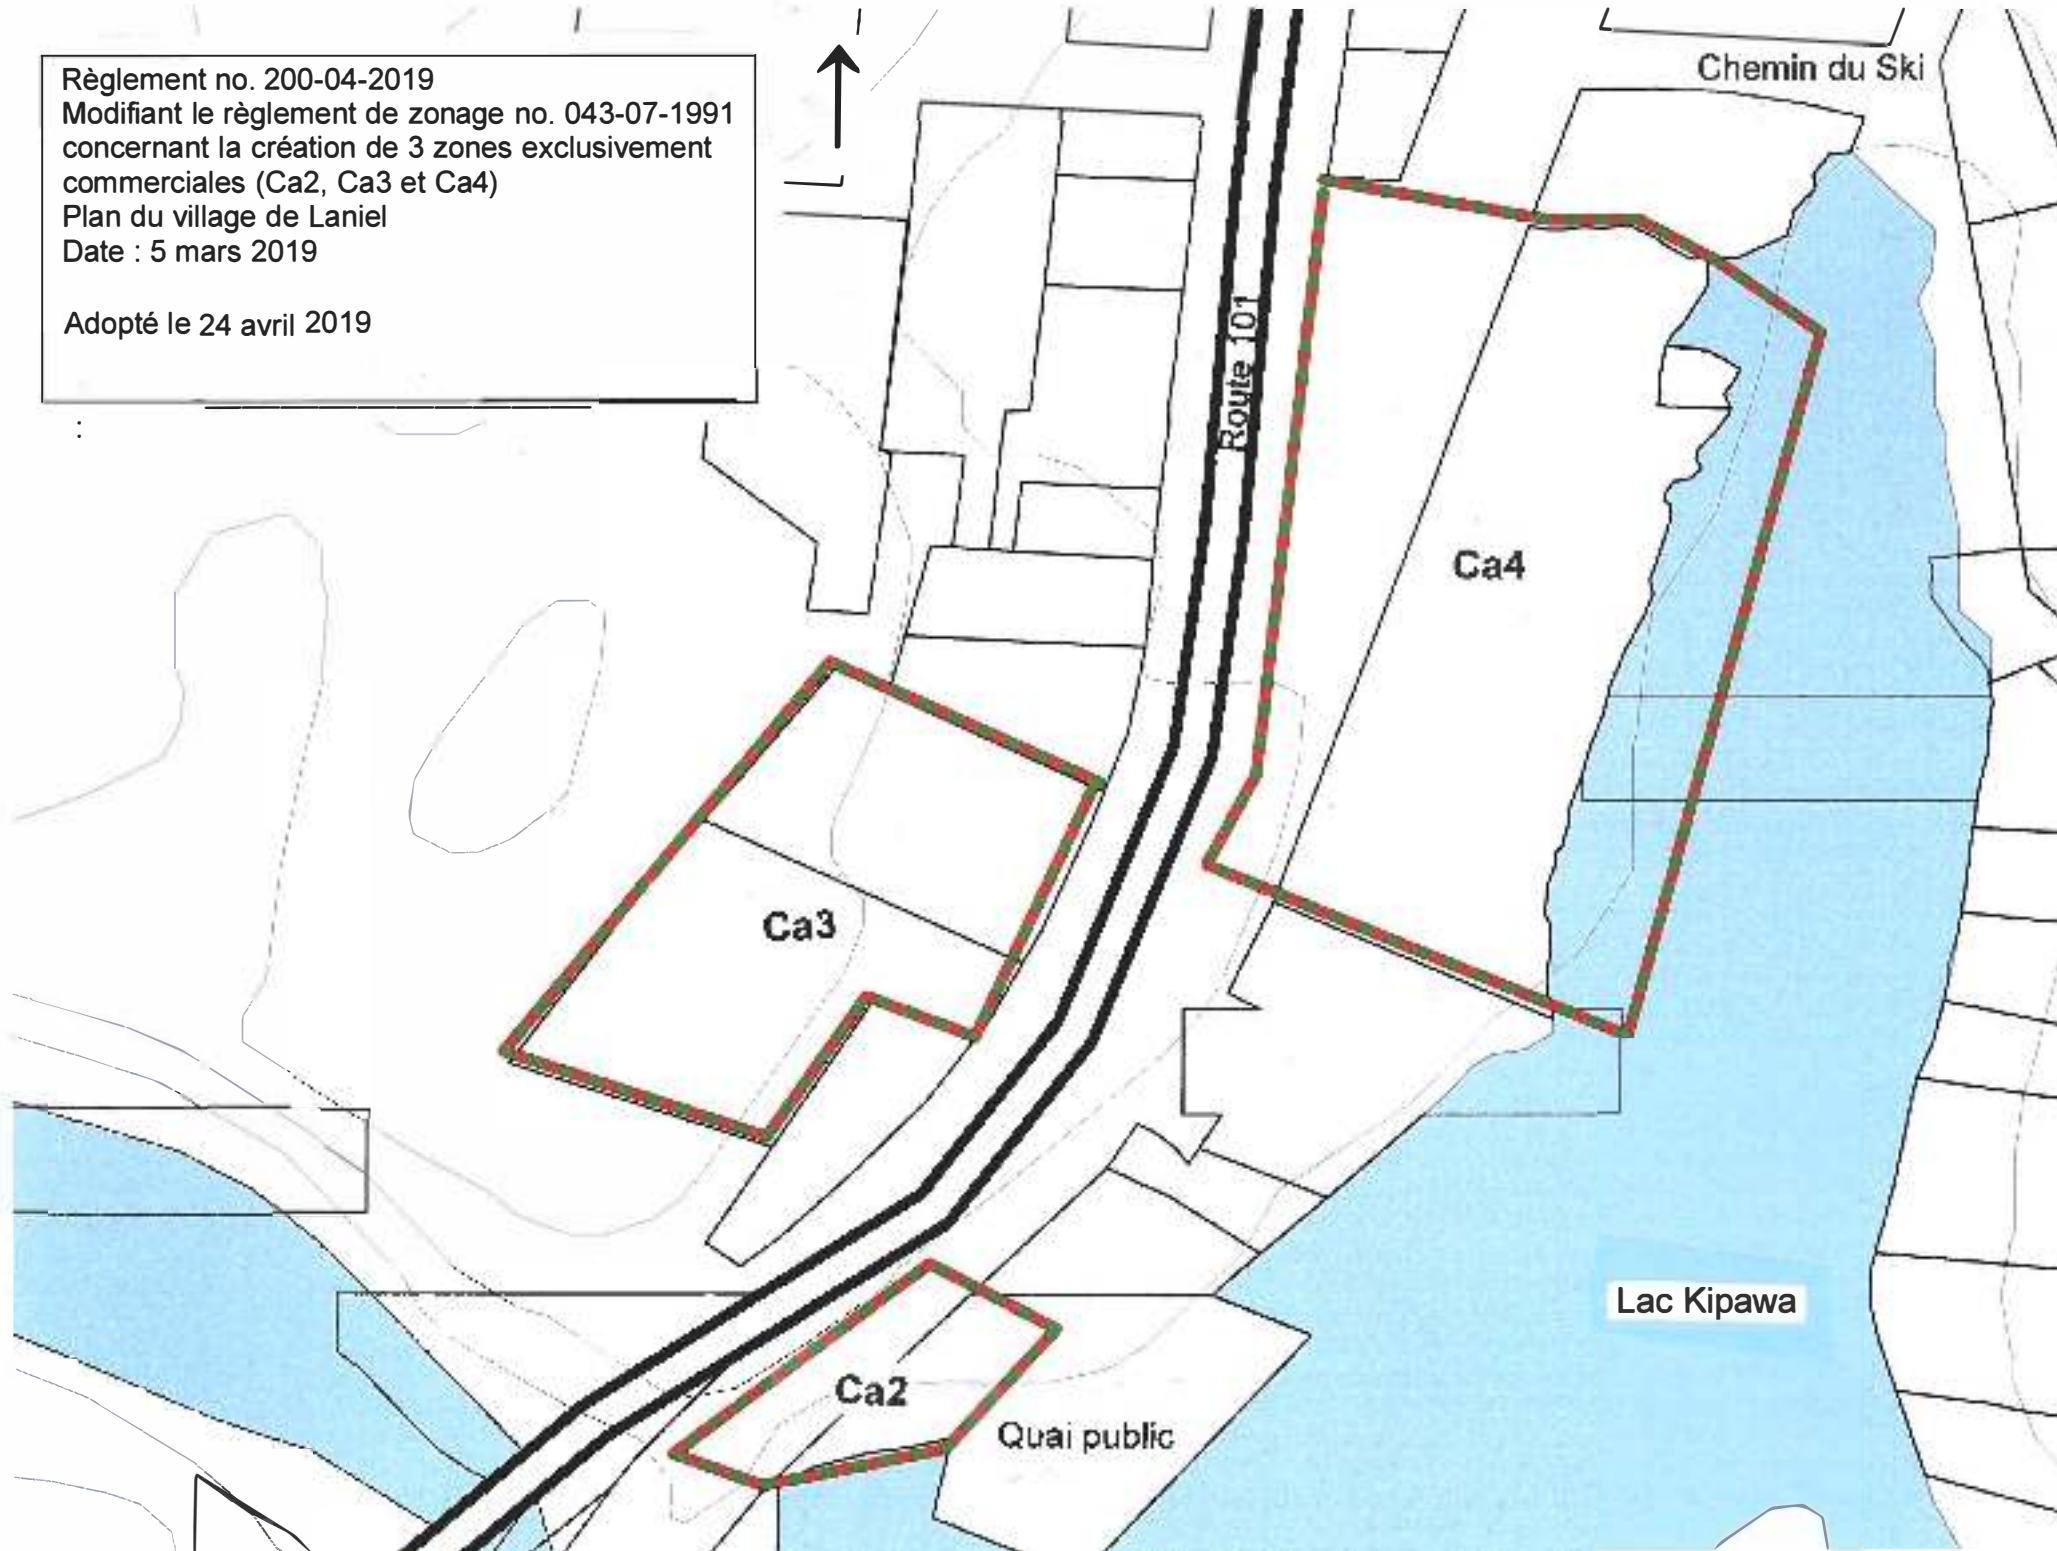 Règlement no. 200-04-2019
Modifiant le règlement de zonage no. 043-07-1991
concernant la création de 3 zones exclusivement
commerciales (Ca2, Ca3 et Ca4)
Plan du village de Laniel
Date : 5 mars 2019
Adopté le 24 avril 2019
:
Chemin du Ski
Route 101
Ca4
Ca3
Lac Kipawa
Ca2
Quai public